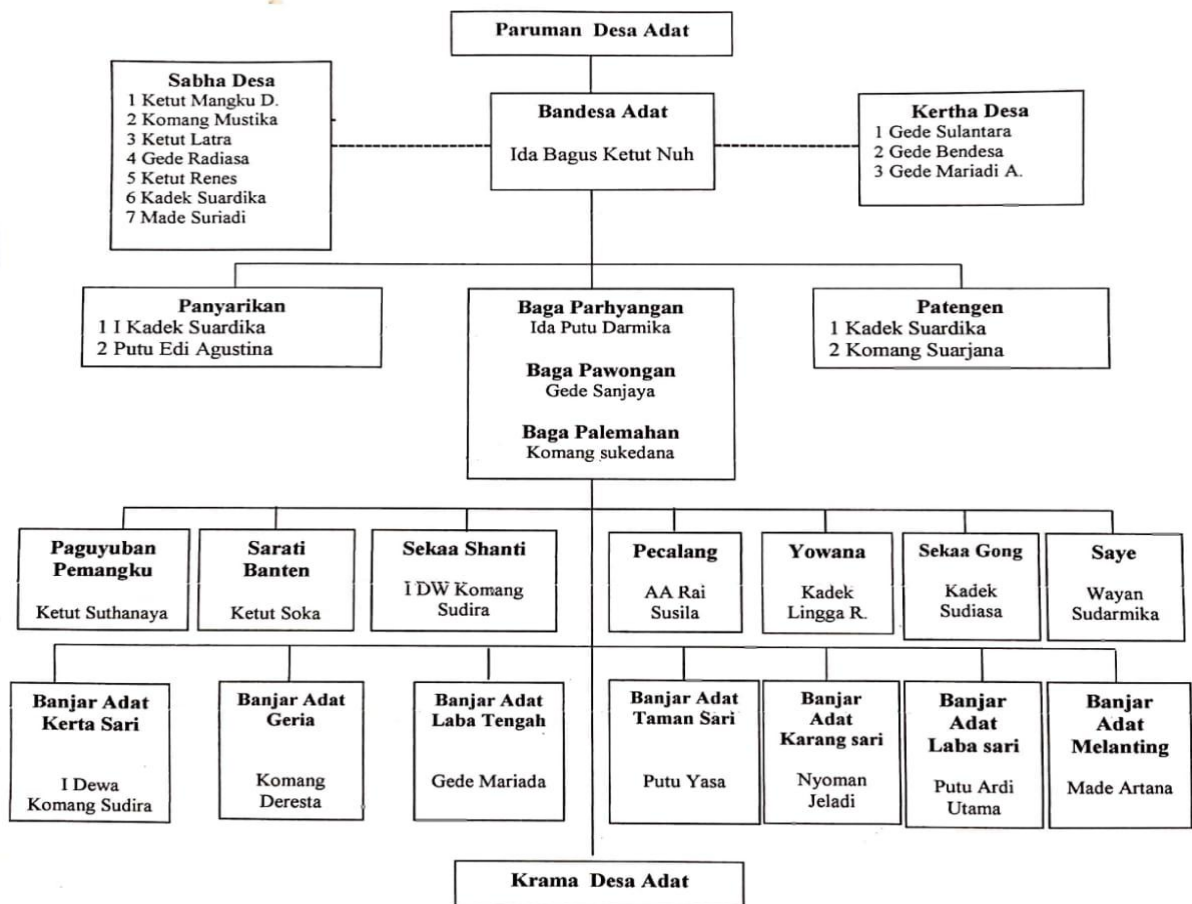 Paruman Desa Adat
Sabha Desa
1 Ketut Mangku D.
2 Komang Mustika
3 Ketut Latra
4 Gede Radiasa
5 Ketut Renes
6 Kadek Suardika
7 Made Suriadi
Bandesa Adat
Ida Bagus Ketut Nuh
Kertha Desa
1 Gede Sulantara
2 Gede Bendesa
3 Gede Mariadi A.
Panyarikan
1 I Kadek Suardika
2 Putu Edi Agustina
Baga Parhyangan
Ida Putu Darmika
Baga Pawongan
Gede Sanjaya
Baga Palemahan
Komang sukedana
Patengen
1 Kadek Suardika
2 Komang Suarjana
Paguyuban
Pemangku
Ketut Suthanaya
Sarati
Banten
Ketut Soka
Sekaa Shanti
I DW Komang
Sudira
Pecalang
AA Rai
Susila
Yowana
Kadek
Lingga R.
Sekaa Gong
Kadek
Sudiasa
Saye
Wayan
Sudarmika
Banjar Adat
Kerta Sari
I Dewa
Komang Sudira
Banjar Adat
Geria
Komang
Deresta
Banjar Adat
Laba Tengah
Gede Mariada
Banjar Adat
Taman Sari
Putu Yasa
Banjar
Adat
Karang sari
Nyoman
Jeladi
Banjar
Adat
Laba sari
Putu Ardi
Utama
Banjar
Adat
Melanting
Made Artana
Krama Desa Adat